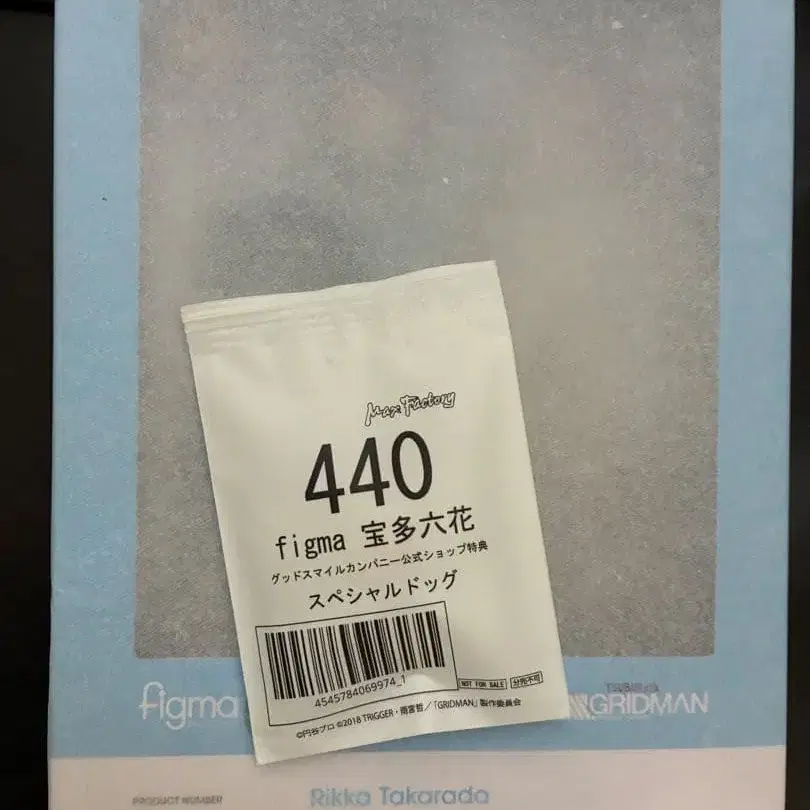 Max Factory
440
figma 宝多六花
グッドスマイルカンパニー公式ショップ特典
スペシャルドッグ
4545784069974_1
NOT FOR SALE 分売不可
©円谷プロ ©2018 TRIGGER・雨宮哲／「GRIDMAN」製作委員会
figma
GRIDMAN
PRODUCT NUMBER
Rikka Takarada